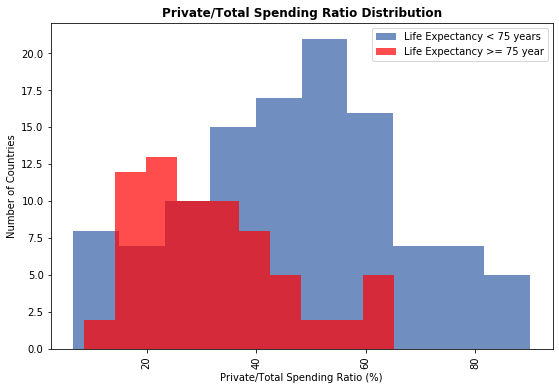 Private/Total Spending Ratio Distribution
Life Expectancy < 75 years
Life Expectancy >= 75 year
Number of Countries
20.0
17.5
15.0
12.5
10.0
7.5
5.0
2.5
0.0
20
40
60
80
Private/Total Spending Ratio (%)